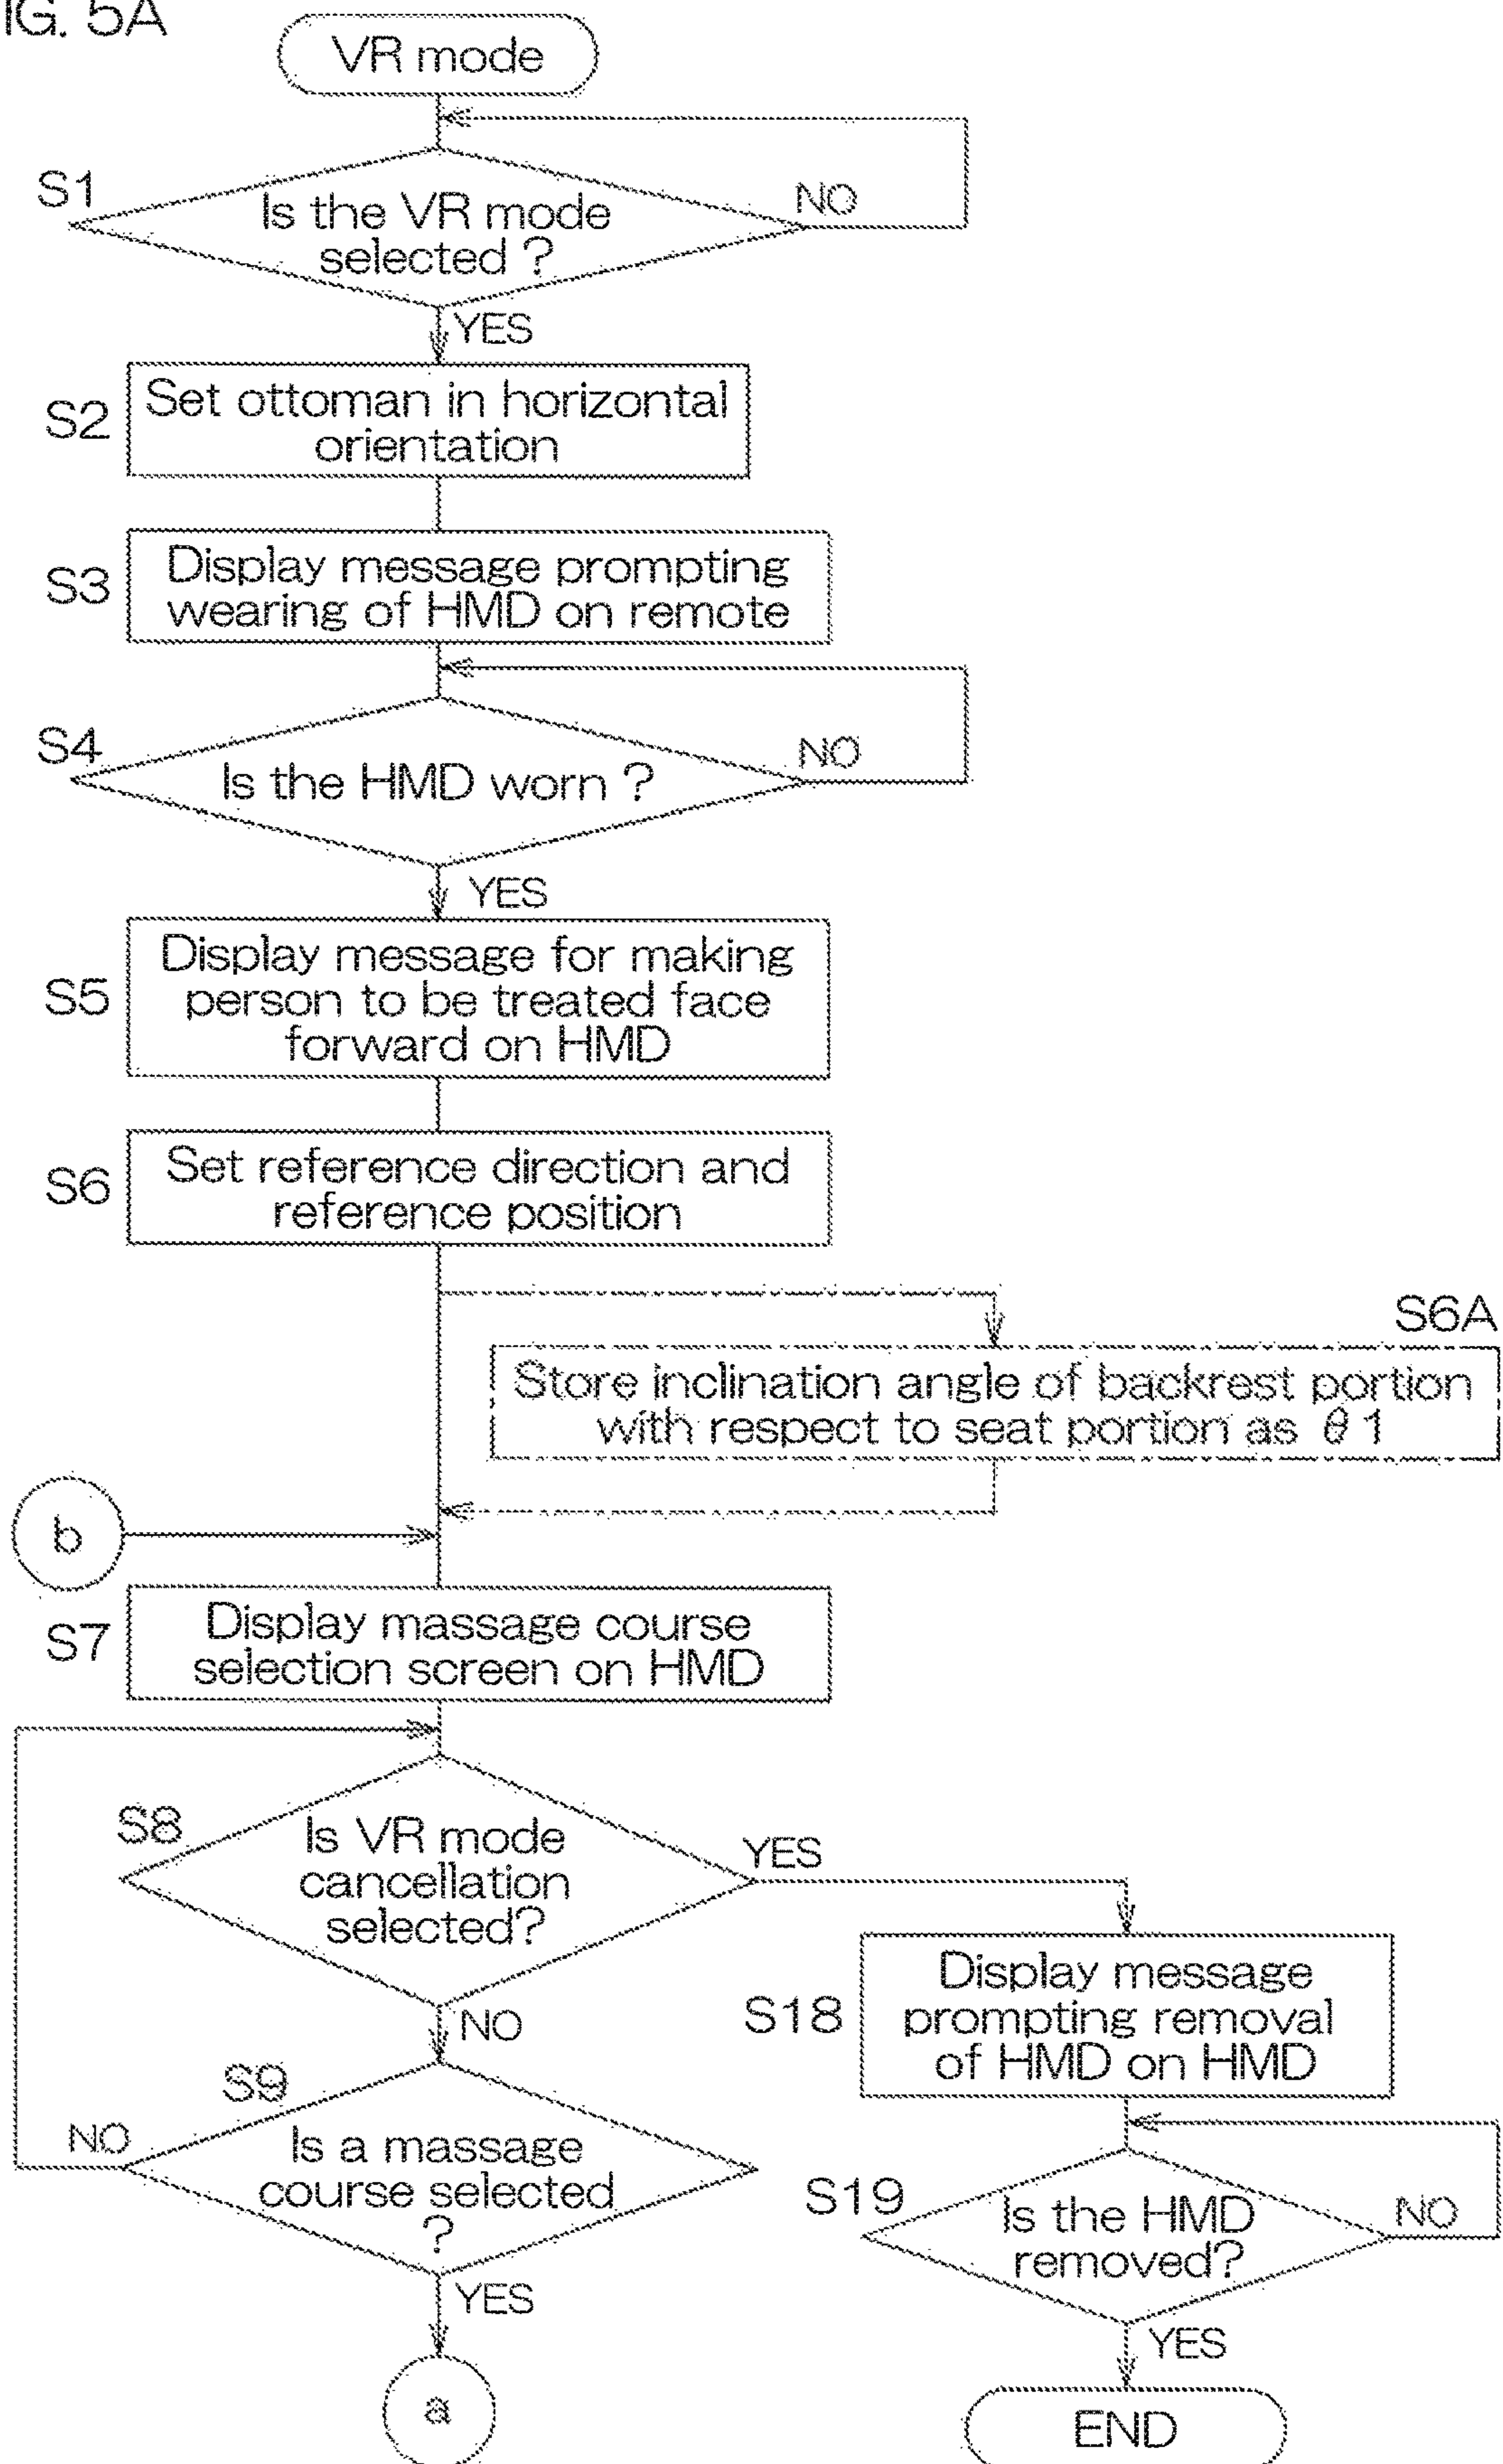 IG. 5A
VR mode
S1
Is the VR mode
selected ?
NO
YES
S2
Set ottoman in horizontal
orientation
S3
Display message prompting
wearing of HMD on remote
S4
Is the HMD worn ?
NO
YES
S5
Display message for making
person to be treated face
forward on HMD
S6
Set reference direction and
reference position
S6A
Store inclination angle of backrest portion
with respect to seat portion as θ1
b
S7
Display massage course
selection screen on HMD
S8
Is VR mode
cancellation
selected?
YES
NO
S18
Display message
prompting removal
of HMD on HMD
S9
NO
Is a massage
course selected
?
YES
S19
Is the HMD
removed?
NO
YES
a
END